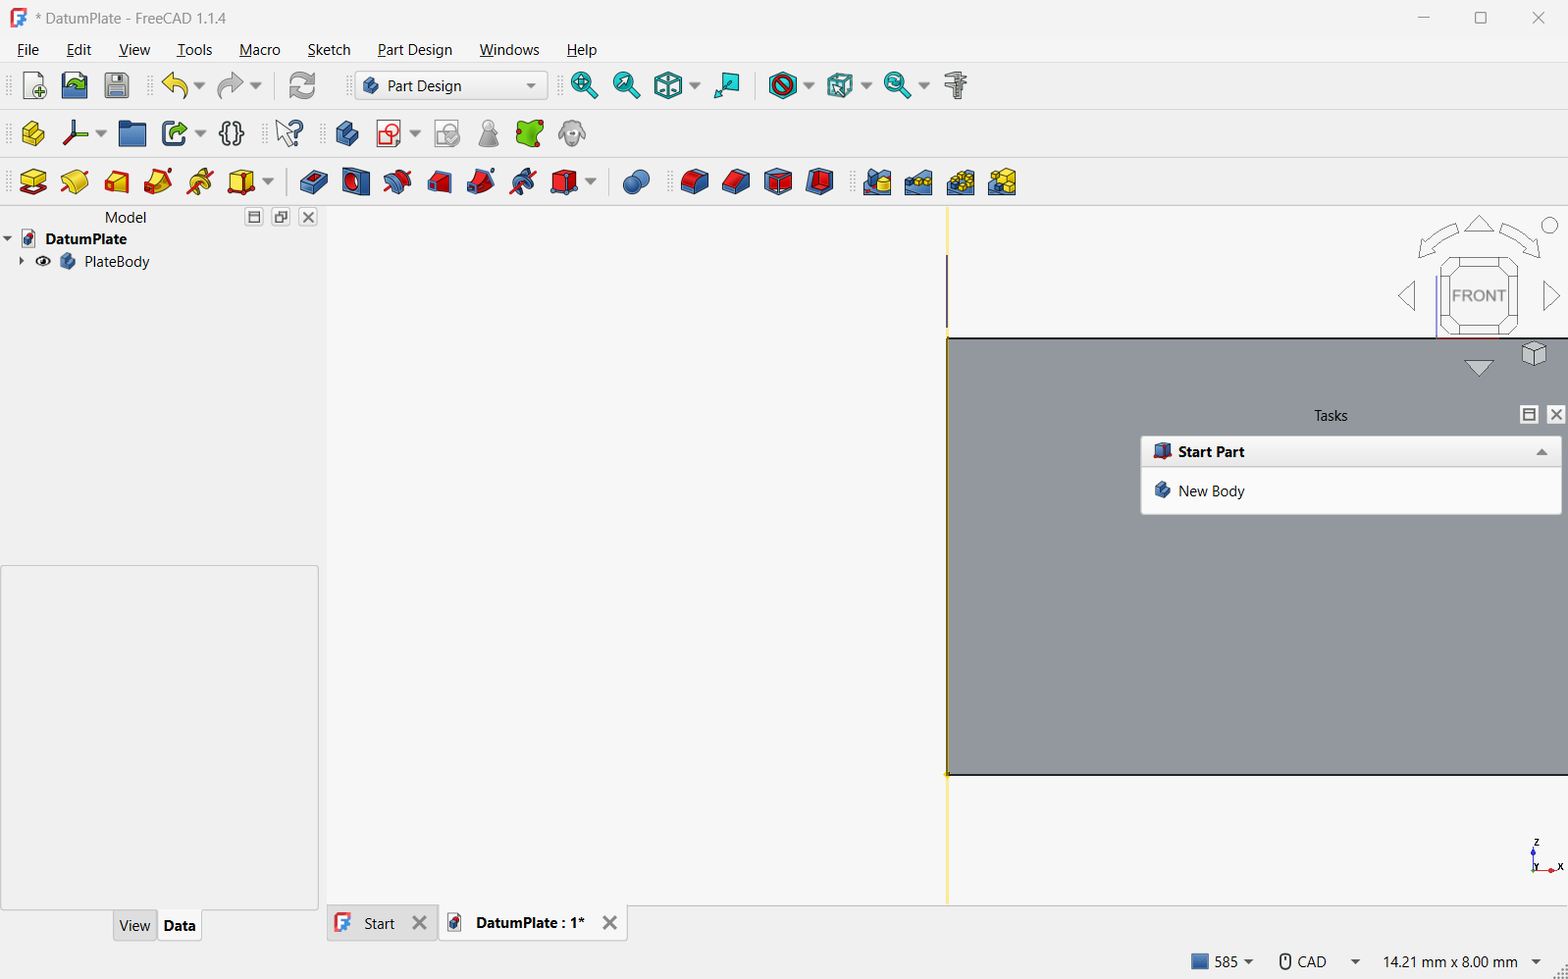 * DatumPlate - FreeCAD 1.1.4
File Edit View Tools Macro Sketch Part Design Windows Help
Part Design
Model
DatumPlate
PlateBody
FRONT
Tasks
Start Part
New Body
Z
Y X
View Data
Start DatumPlate : 1*
585 CAD 14.21 mm x 8.00 mm